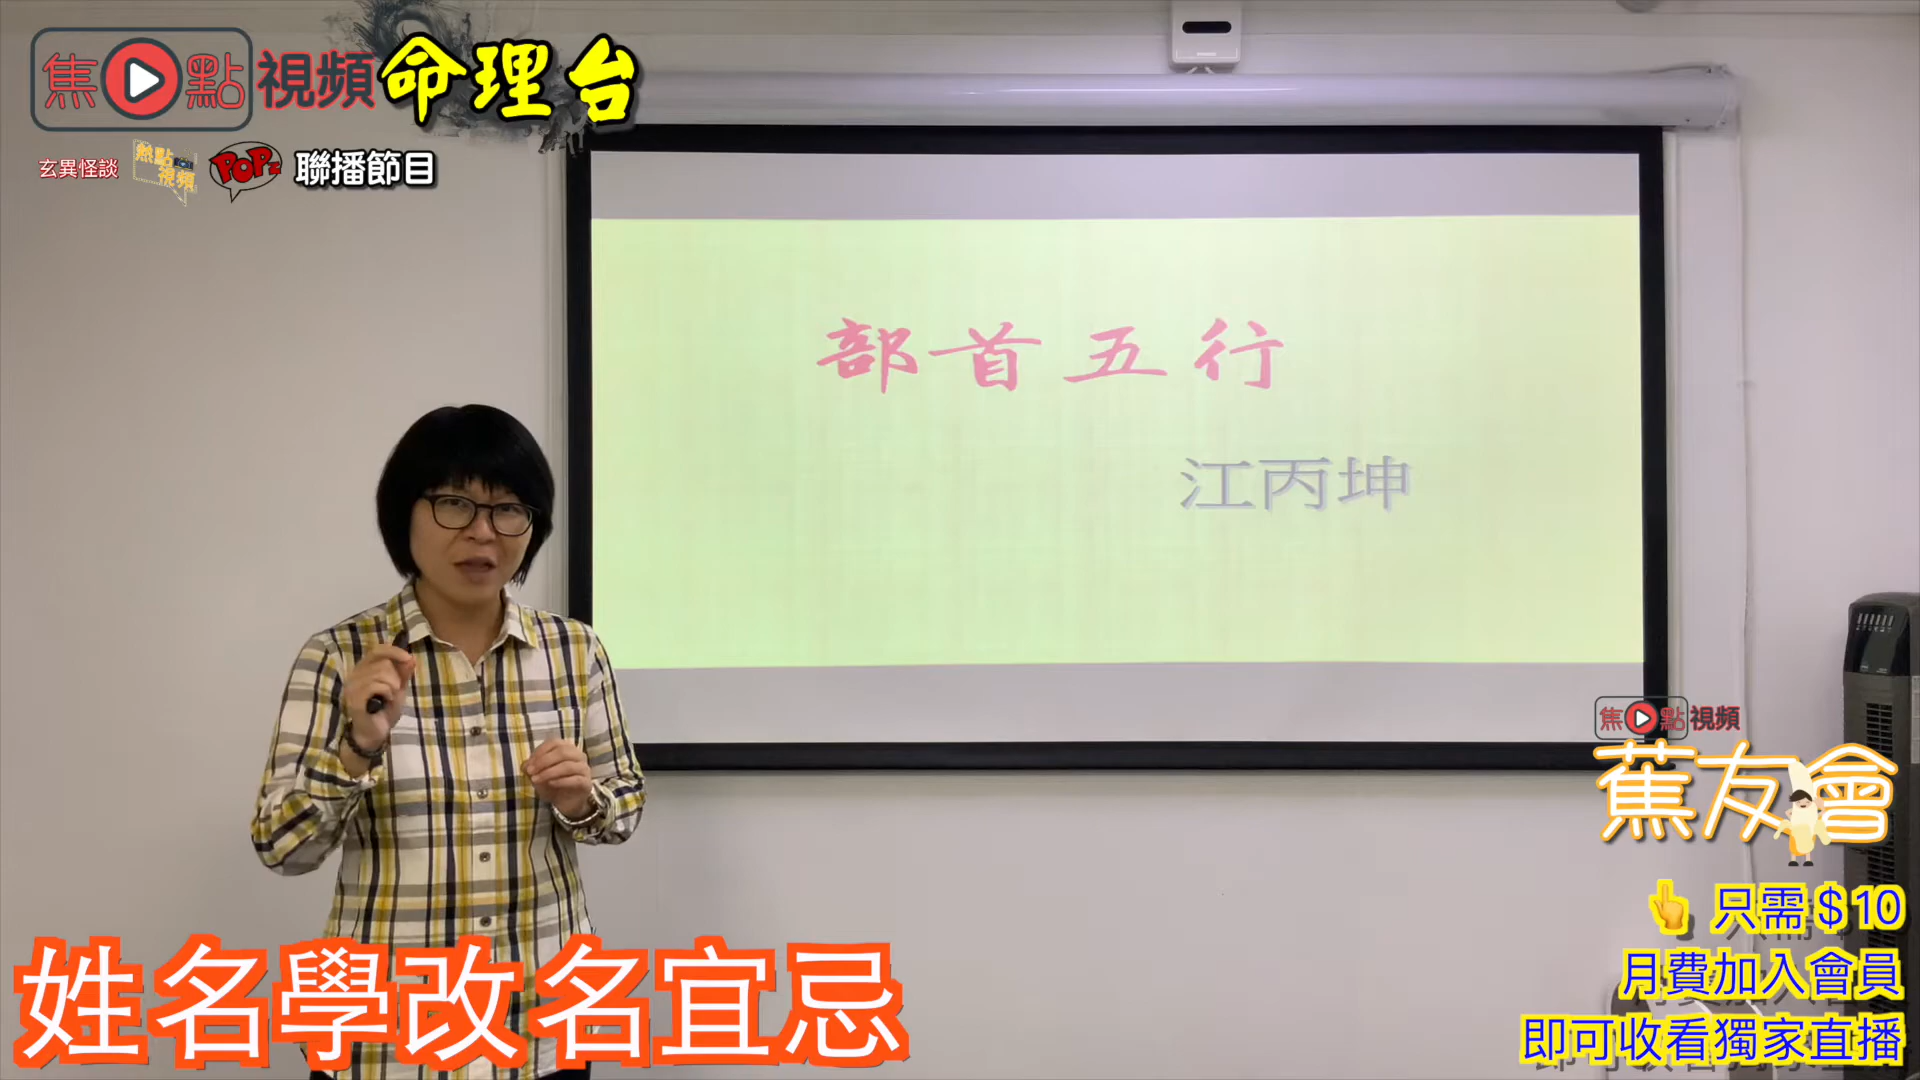 焦點視頻命理台
玄異怪談 熱點視頻 POPC 聯播節目
部首五行
江丙坤
焦點視頻
蕉友會
👆 只需$10
月費加入會員
即可收看獨家直播
姓名學改名宜忌